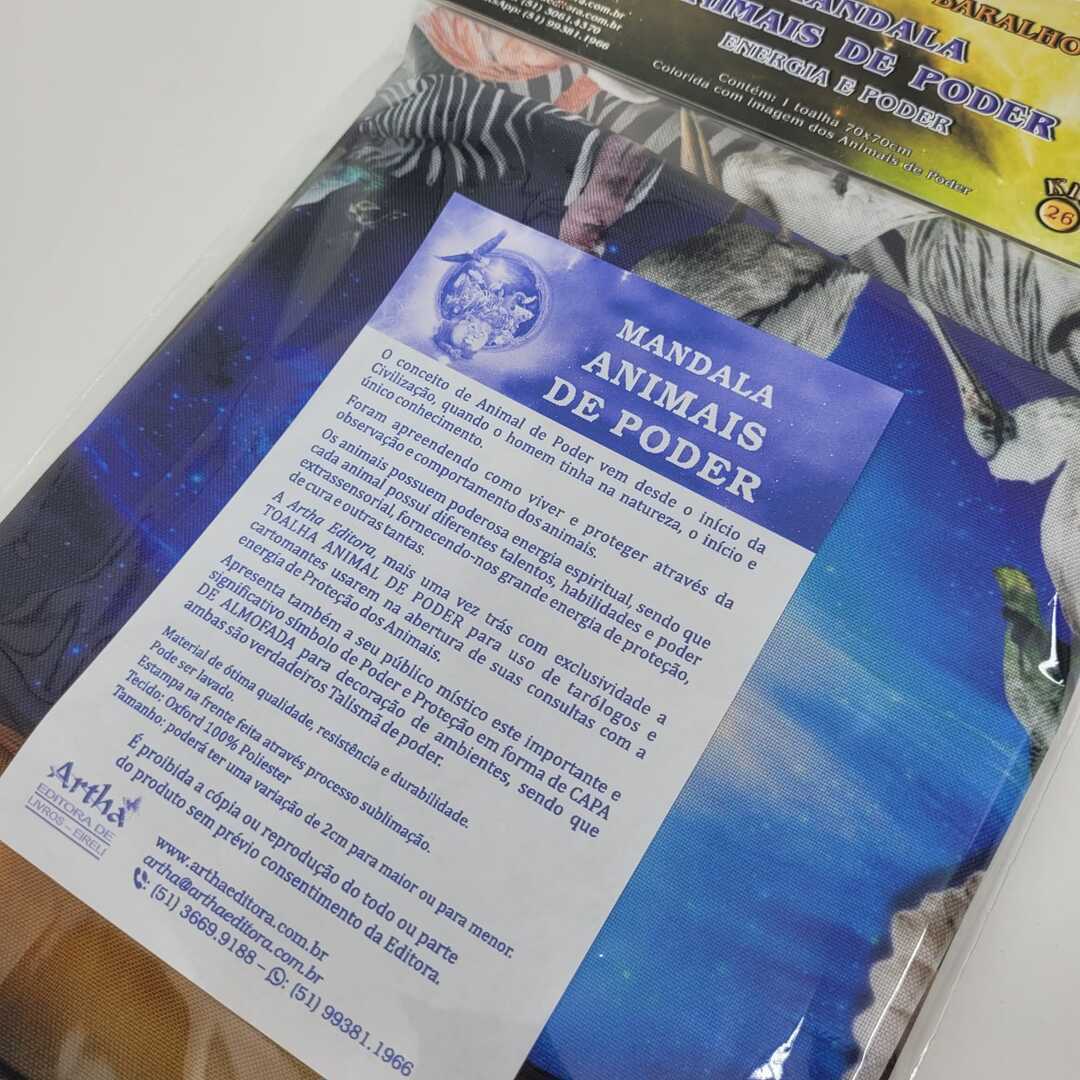 editora.com.br
(51) 3061.4370
sApp: (51) 99381.1966
BARALHO
MANDALA
ANIMAIS DE PODER
ENERGIA E PODER
Contém: 1 toalha 70x70cm
Colorida com imagem dos Animais de Poder
26
MANDALA
ANIMAIS
DE PODER
O conceito de Animal de Poder vem desde o início da
Civilização, quando o homem tinha na natureza, o início e
único conhecimento.
Foram apreendendo como viver e proteger através da
observação e comportamento dos animais.
Os animais possuem poderosa energia espiritual, sendo que
cada animal possui diferentes talentos, habilidades e poder
extrassensorial, fornecendo-nos grande energia de proteção,
de cura e outras tantas.
A Artha Editora, mais uma vez trás com exclusividade a
TOALHA ANIMAL DE PODER para uso de tarólogos e
cartomantes usarem na abertura de suas consultas com a
energia de Proteção dos Animais.
Apresenta também a seu público místico este importante e
significativo símbolo de Poder e Proteção em forma de CAPA
DE ALMOFADA para decoração de ambientes, sendo que
ambas são verdadeiros Talismã de poder.
Material de ótima qualidade, resistência e durabilidade.
Pode ser lavado.
Estampa na frente feita através processo sublimação.
Tecido: Oxford 100% Poliester
Tamanho: poderá ter uma variação de 2cm para maior ou para menor.
É proibida a cópia ou reprodução do todo ou parte
do produto sem prévio consentimento da Editora.
Artha
EDITORA DE
LIVROS – EIRELI
www.arthaeditora.com.br
artha@arthaeditora.com.br
: (51) 3669.9188 – : (51) 99381.1966